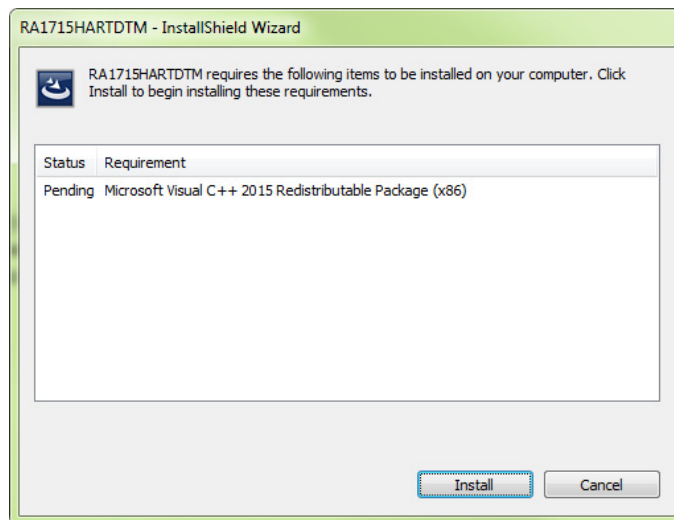 RA1715HARTDTM - InstallShield Wizard
RA1715HARTDTM requires the following items to be installed on your computer. Click
Install to begin installing these requirements.
Status Requirement
Pending Microsoft Visual C++ 2015 Redistributable Package (x86)
Install Cancel